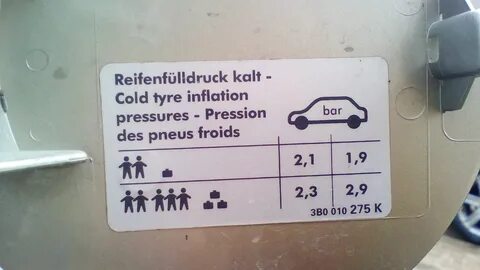 Reifenfülldruck kalt -
Cold tyre inflation
pressures - Pression
des pneus froids
bar
2,1 1,9
2,3 2,9
3B0 010 275 K